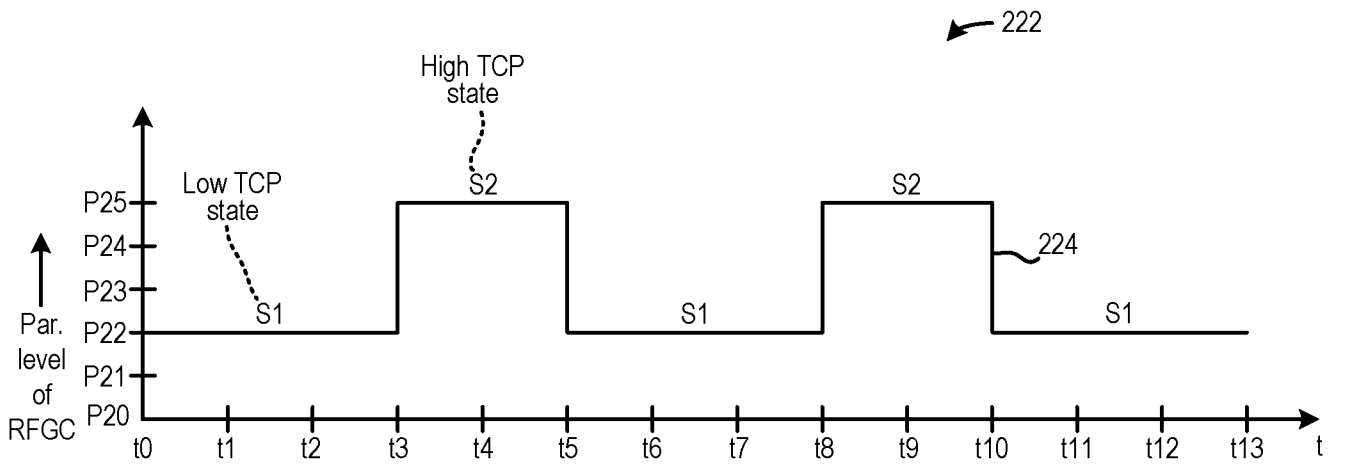 222
High TCP
state
Low TCP
state
S2
S2
P25
P24
224
P23
S1
S1
S1
P22
P21
P20
Par.
level
of
RFGC
t0 t1 t2 t3 t4 t5 t6 t7 t8 t9 t10 t11 t12 t13 t